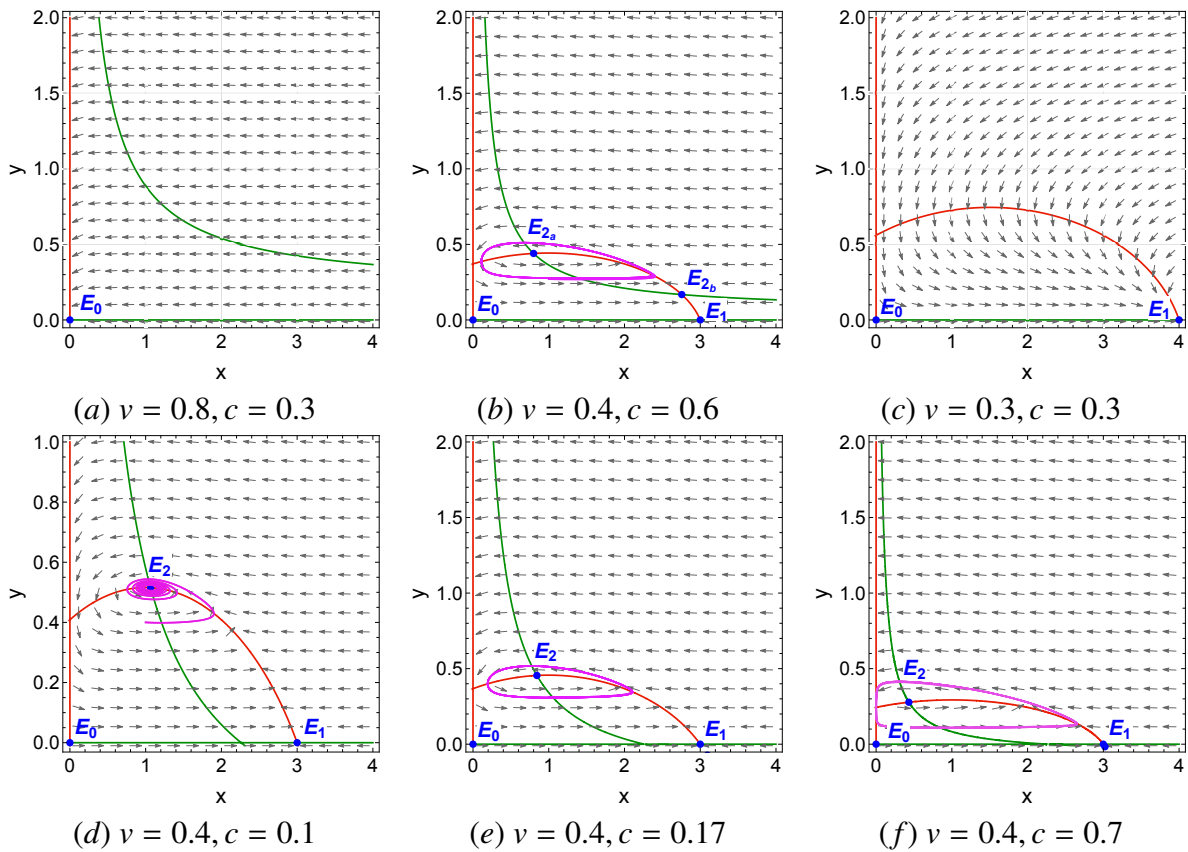 2.0
1.5
1.0
0.5
0.0
y
E0
0 1 2 3 4
x
(a) v = 0.8, c = 0.3
2.0
1.5
1.0
0.5
0.0
y
E2a
E2b
E0
E1
0 1 2 3 4
x
(b) v = 0.4, c = 0.6
2.0
1.5
1.0
0.5
0.0
y
E0
E1
0 1 2 3 4
x
(c) v = 0.3, c = 0.3
1.0
0.8
0.6
0.4
0.2
0.0
y
E2
E0
E1
0 1 2 3 4
x
(d) v = 0.4, c = 0.1
2.0
1.5
1.0
0.5
0.0
y
E2
E0
E1
0 1 2 3 4
x
(e) v = 0.4, c = 0.17
2.0
1.5
1.0
0.5
0.0
y
E2
E0
E1
0 1 2 3 4
x
(f) v = 0.4, c = 0.7